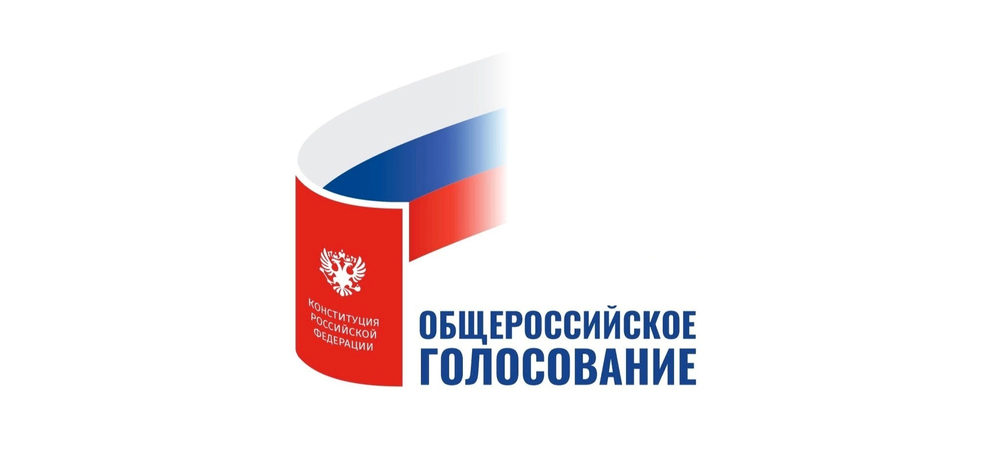 КОНСТИТУЦИЯ
РОССИЙСКОЙ
ФЕДЕРАЦИИ
ОБЩЕРОССИЙСКОЕ
ГОЛОСОВАНИЕ